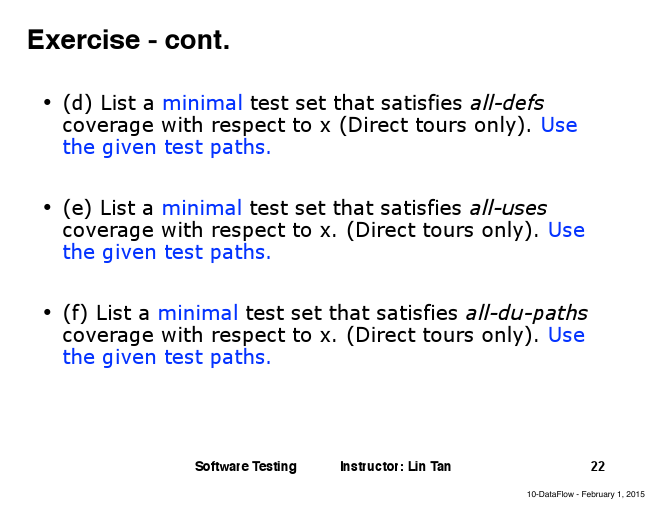 Exercise - cont.
• (d) List a minimal test set that satisfies all-defs
coverage with respect to x (Direct tours only). Use
the given test paths.
• (e) List a minimal test set that satisfies all-uses
coverage with respect to x. (Direct tours only). Use
the given test paths.
• (f) List a minimal test set that satisfies all-du-paths
coverage with respect to x. (Direct tours only). Use
the given test paths.
Software Testing Instructor: Lin Tan 22
10-DataFlow - February 1, 2015